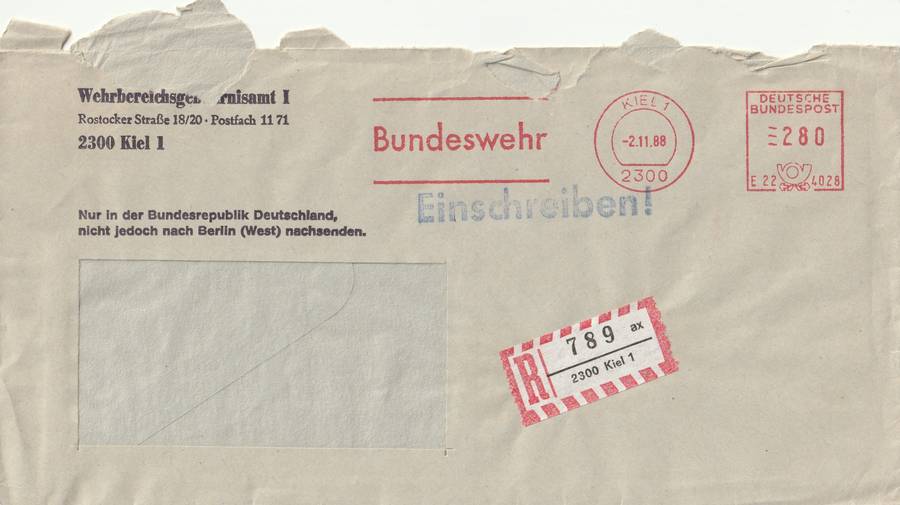 Rostocker Straße 18/20 · Postfach 11 71
2300 Kiel 1
Nur in der Bundesrepublik Deutschland,
nicht jedoch nach Berlin (West) nachsenden.
Bundeswehr
KIEL 1
-2.11.88
2300
DEUTSCHE
BUNDESPOST
280
E 22 4028
Einschreiben!
R
789 ax
2300 Kiel 1